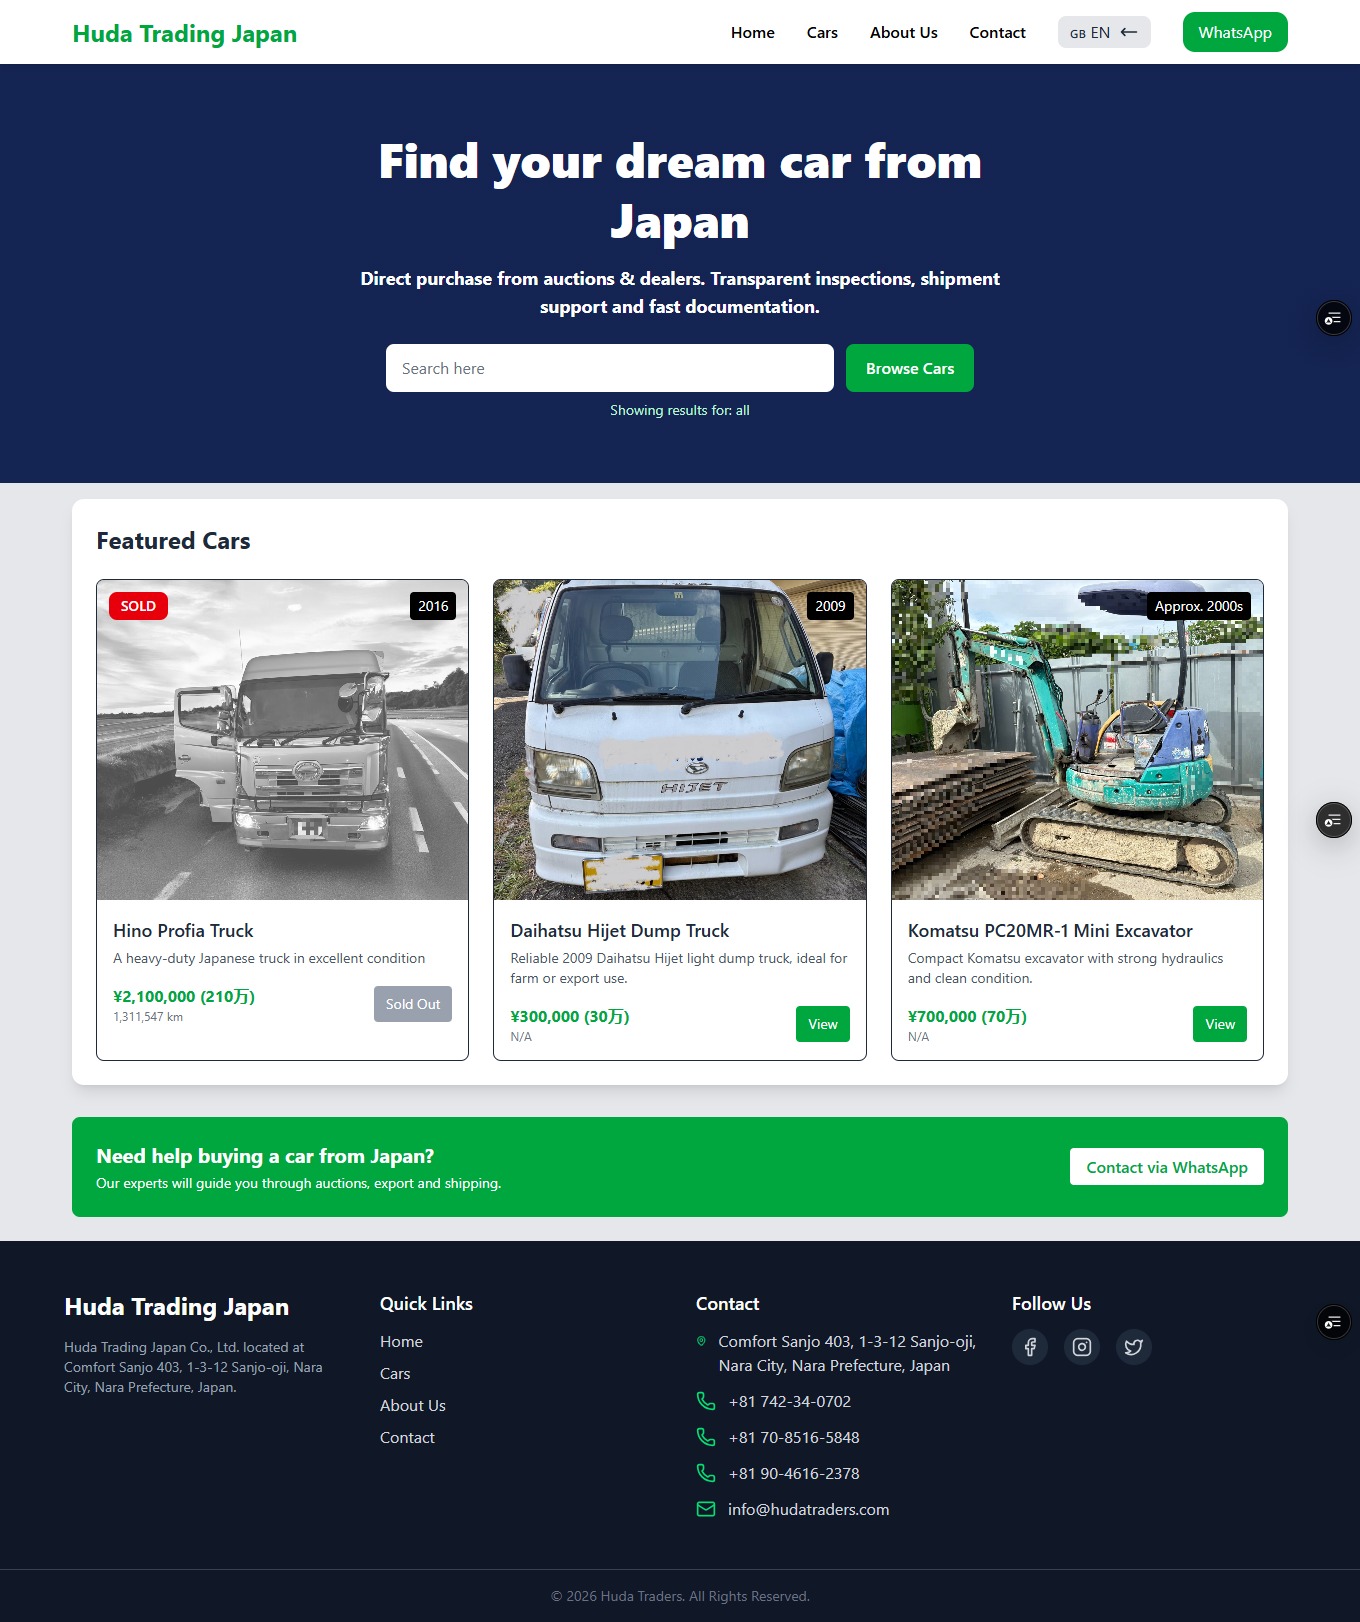 Huda Trading Japan
Home
Cars
About Us
Contact
GB EN
WhatsApp
Find your dream car from
Japan
Direct purchase from auctions & dealers. Transparent inspections, shipment
support and fast documentation.
Search here
Browse Cars
Showing results for: all
Featured Cars
SOLD
2016
Hino Profia Truck
A heavy-duty Japanese truck in excellent condition
¥2,100,000 (210万)
1,311,547 km
Sold Out
2009
HIJET
Daihatsu Hijet Dump Truck
Reliable 2009 Daihatsu Hijet light dump truck, ideal for
farm or export use.
¥300,000 (30万)
N/A
View
Approx. 2000s
Komatsu PC20MR-1 Mini Excavator
Compact Komatsu excavator with strong hydraulics
and clean condition.
¥700,000 (70万)
N/A
View
Need help buying a car from Japan?
Our experts will guide you through auctions, export and shipping.
Contact via WhatsApp
Huda Trading Japan
Huda Trading Japan Co., Ltd. located at
Comfort Sanjo 403, 1-3-12 Sanjo-oji, Nara
City, Nara Prefecture, Japan.
Quick Links
Home
Cars
About Us
Contact
Contact
Comfort Sanjo 403, 1-3-12 Sanjo-oji,
Nara City, Nara Prefecture, Japan
+81 742-34-0702
+81 70-8516-5848
+81 90-4616-2378
info@hudatraders.com
Follow Us
© 2026 Huda Traders. All Rights Reserved.